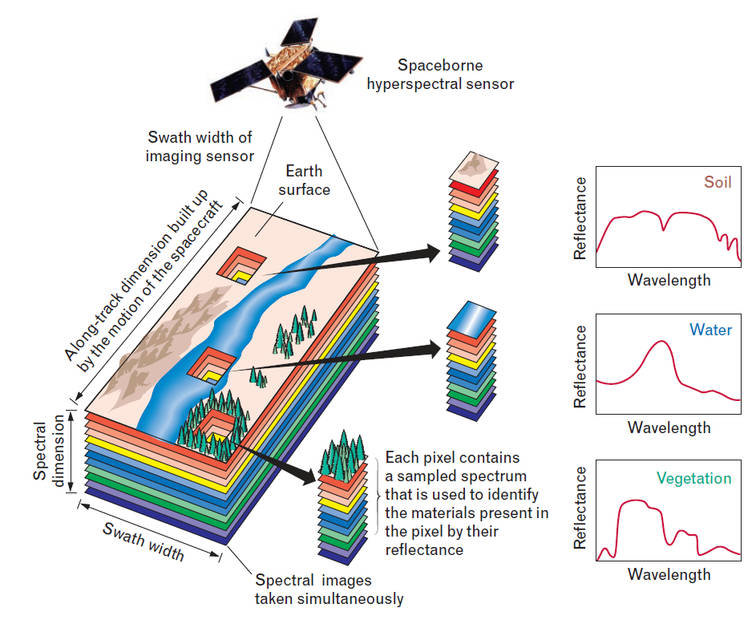 Spaceborne
hyperspectral sensor
Swath width of
imaging sensor
Earth
surface
Along-track dimension built up
by the motion of the spacecraft
Spectral
dimension
Swath width
Spectral images
taken simultaneously
Each pixel contains
a sampled spectrum
that is used to identify
the materials present in
the pixel by their
reflectance
Soil
Reflectance
Wavelength
Water
Reflectance
Wavelength
Vegetation
Reflectance
Wavelength